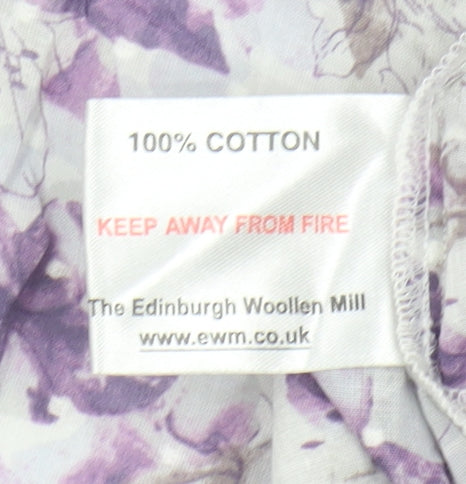 100% COTTON
KEEP AWAY FROM FIRE
The Edinburgh Woollen Mill
www.ewm.co.uk